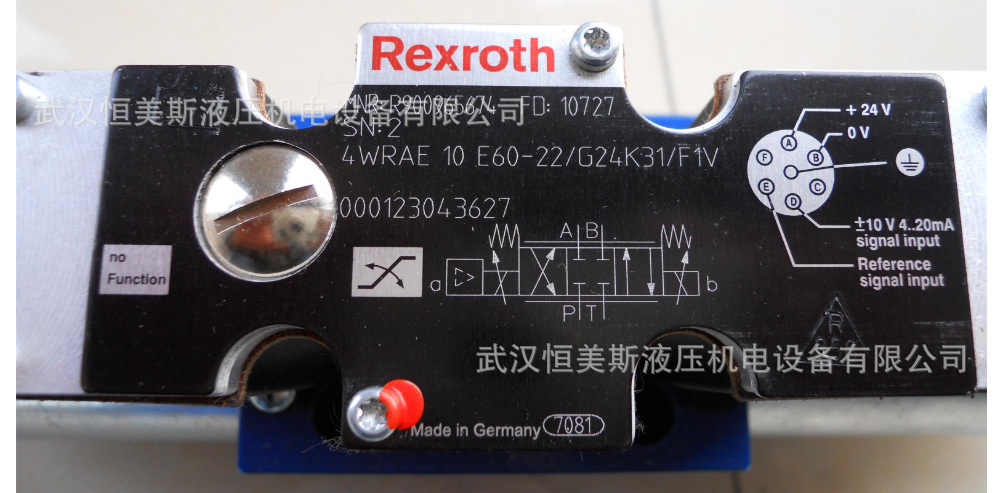 Rexroth
MNR:R900965674 FD: 10727
武汉恒美斯液压机电设备有限公司
SN:2
4WRAE 10 E60-22/G24K31/F1V
000123043627
+ 24 V
0 V
A
B
F
E
C
D
±10 V 4..20mA
signal input
Reference
signal input
no
Function
A B
a
b
P T
R
武汉恒美斯液压机电设备有限公司
Made in Germany 7081